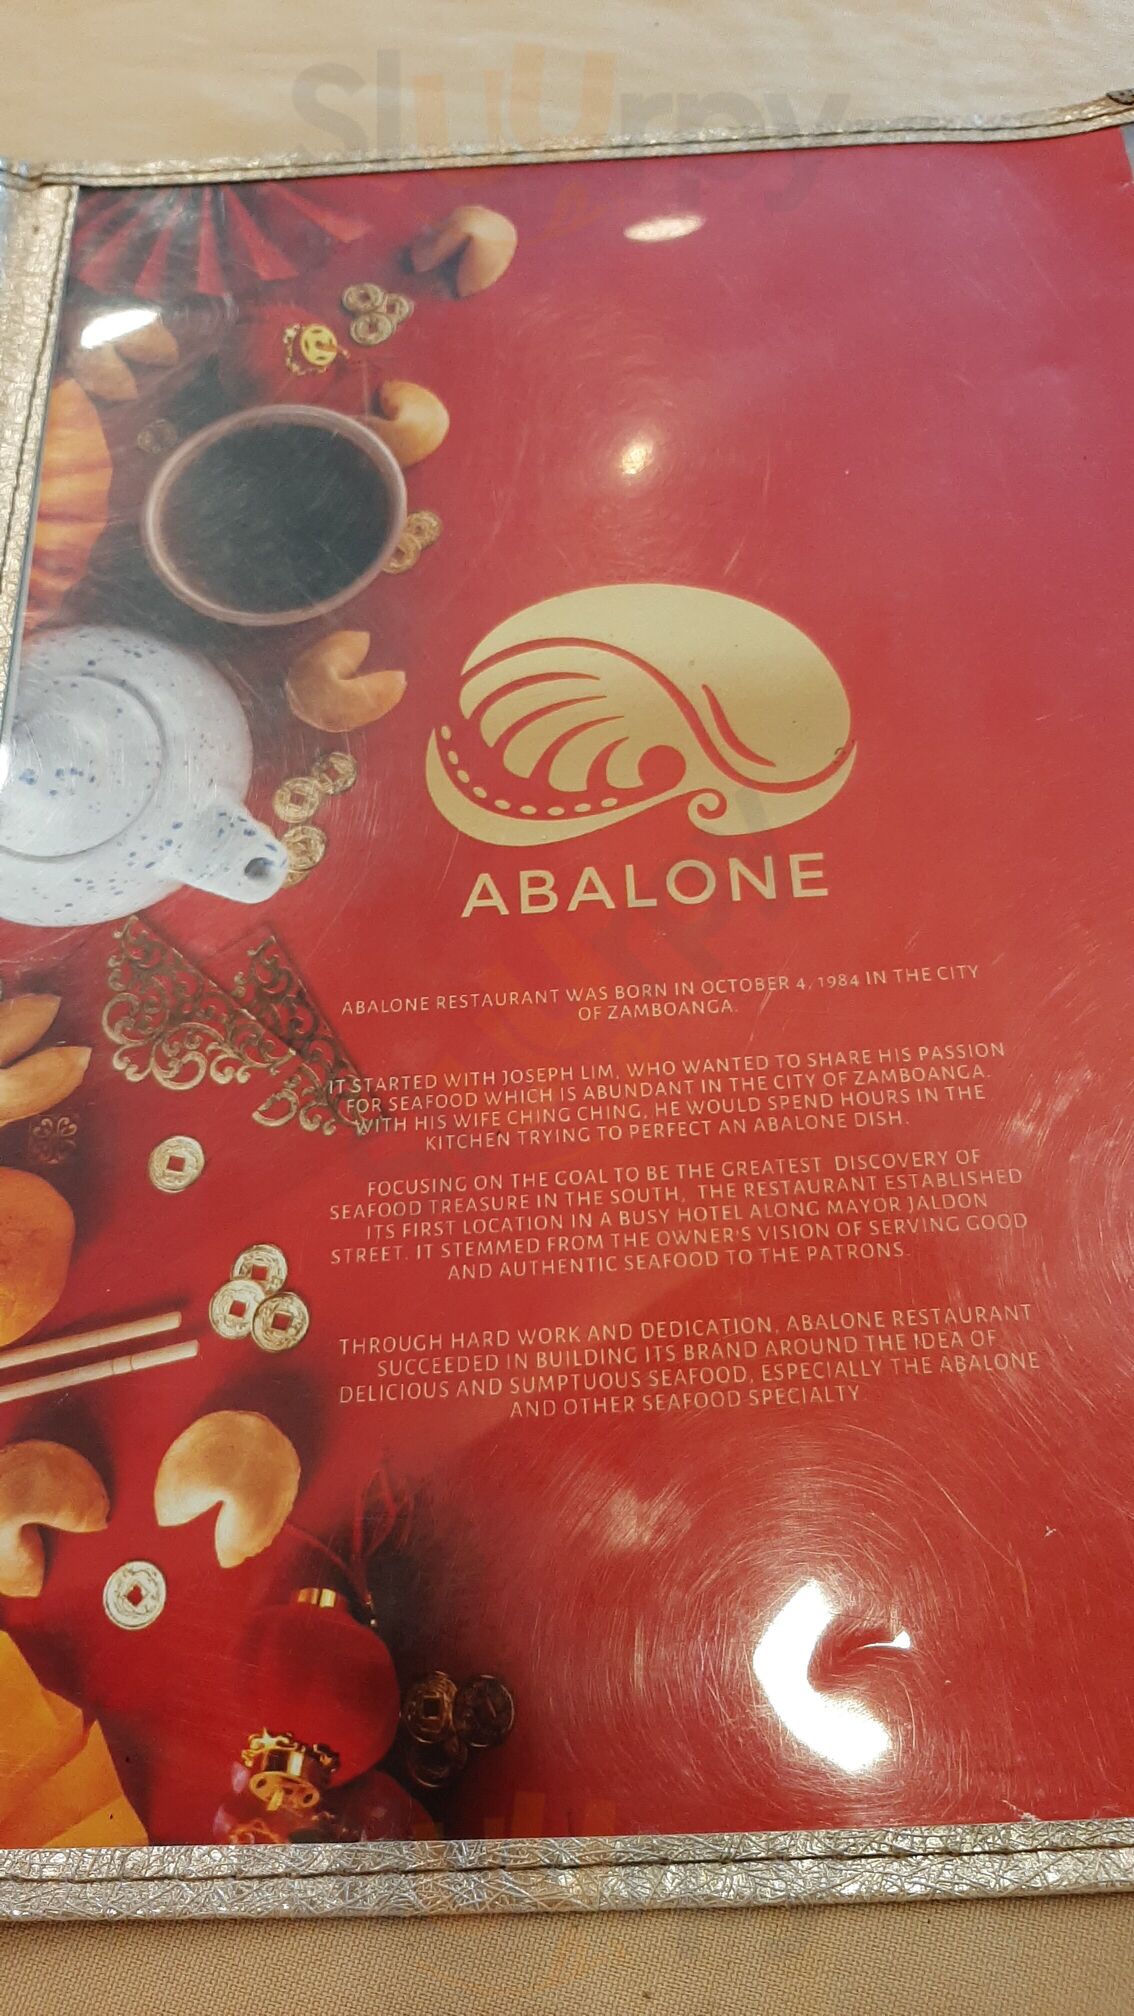 sluurpy
ABALONE
ABALONE RESTAURANT WAS BORN IN OCTOBER 4, 1984 IN THE CITY
OF ZAMBOANGA.
IT STARTED WITH JOSEPH LIM, WHO WANTED TO SHARE HIS PASSION
FOR SEAFOOD WHICH IS ABUNDANT IN THE CITY OF ZAMBOANGA.
WITH HIS WIFE CHING CHING, HE WOULD SPEND HOURS IN THE
KITCHEN TRYING TO PERFECT AN ABALONE DISH.
FOCUSING ON THE GOAL TO BE THE GREATEST DISCOVERY OF
SEAFOOD TREASURE IN THE SOUTH, THE RESTAURANT ESTABLISHED
ITS FIRST LOCATION IN A BUSY HOTEL ALONG MAYOR JALDON
STREET. IT STEMMED FROM THE OWNER'S VISION OF SERVING GOOD
AND AUTHENTIC SEAFOOD TO THE PATRONS.
THROUGH HARD WORK AND DEDICATION, ABALONE RESTAURANT
SUCCEEDED IN BUILDING ITS BRAND AROUND THE IDEA OF
DELICIOUS AND SUMPTUOUS SEAFOOD, ESPECIALLY THE ABALONE
AND OTHER SEAFOOD SPECIALTY.